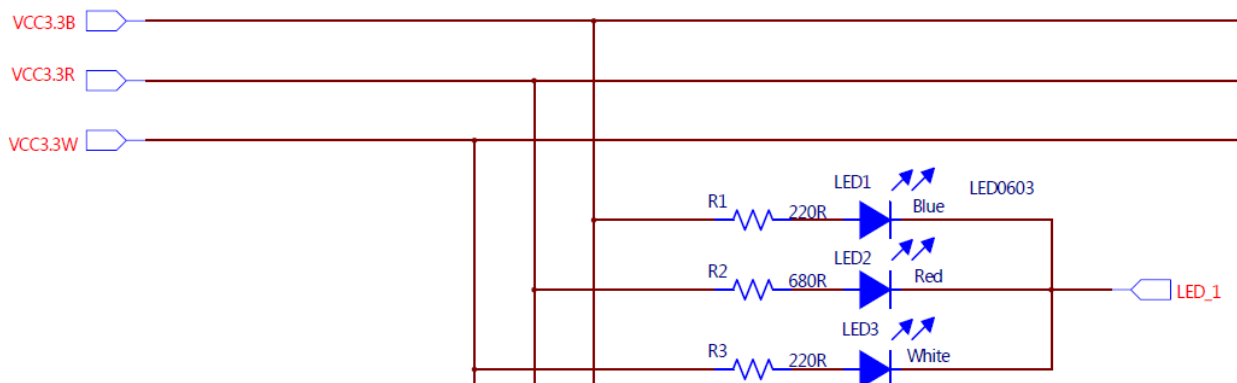 VCC3.3B
VCC3.3R
VCC3.3W
LED1
LED0603
R1
220R
Blue
LED2
R2
680R
Red
LED_1
LED3
R3
220R
White